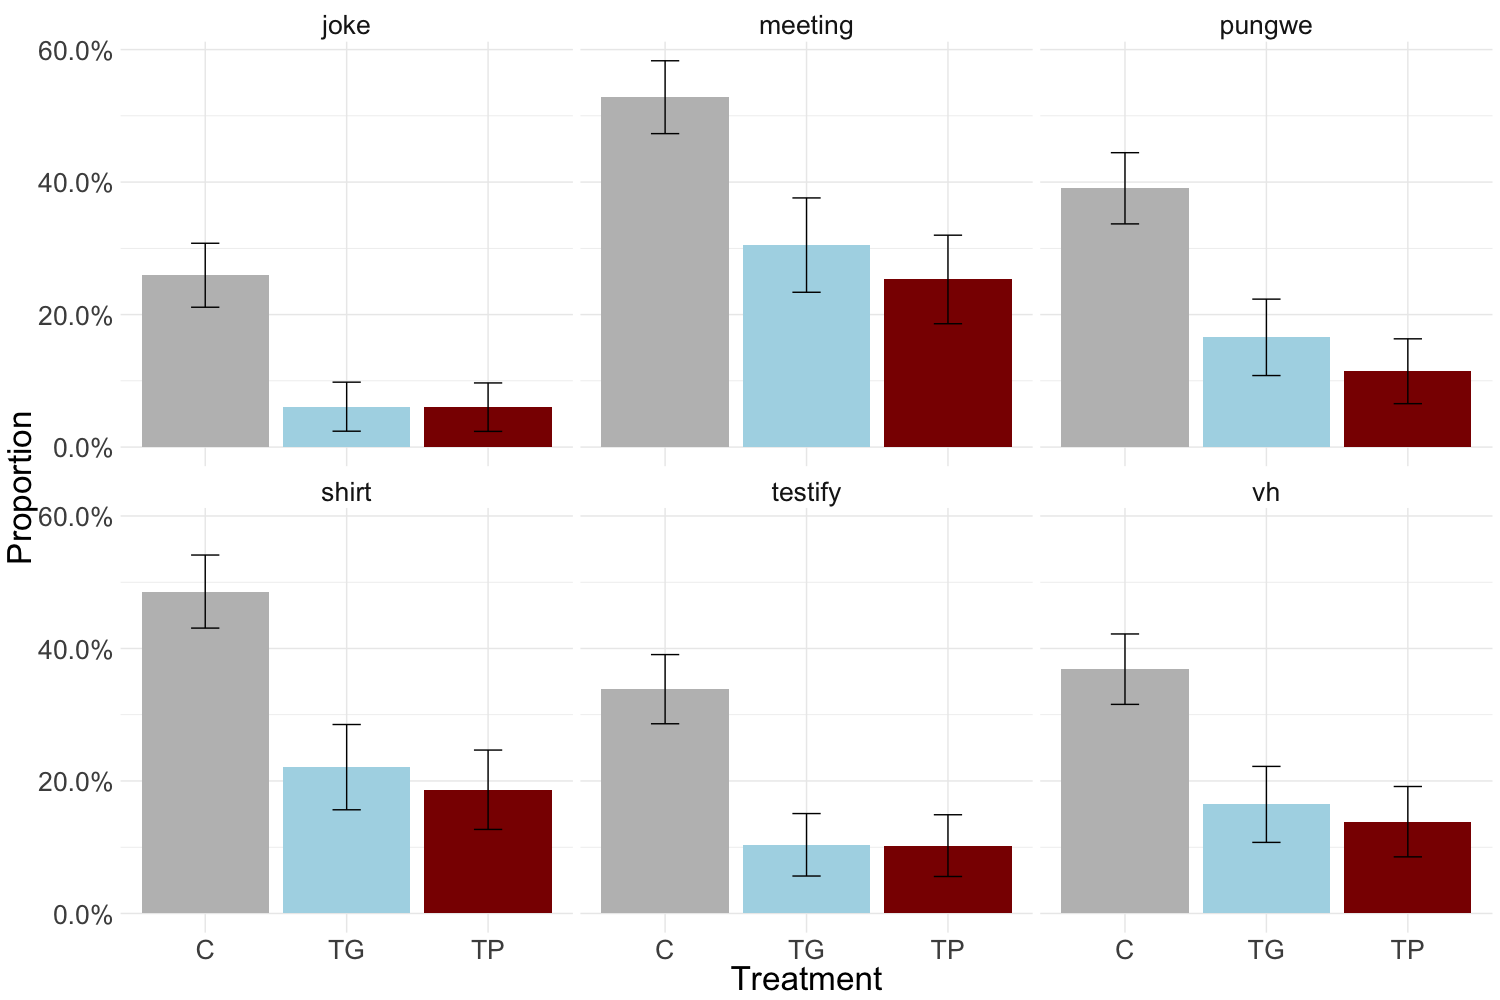 joke meeting pungwe
60.0%
40.0%
20.0%
0.0%
shirt testify vh
60.0%
40.0%
20.0%
0.0%
Proportion
C TG TP C TG TP C TG TP
Treatment